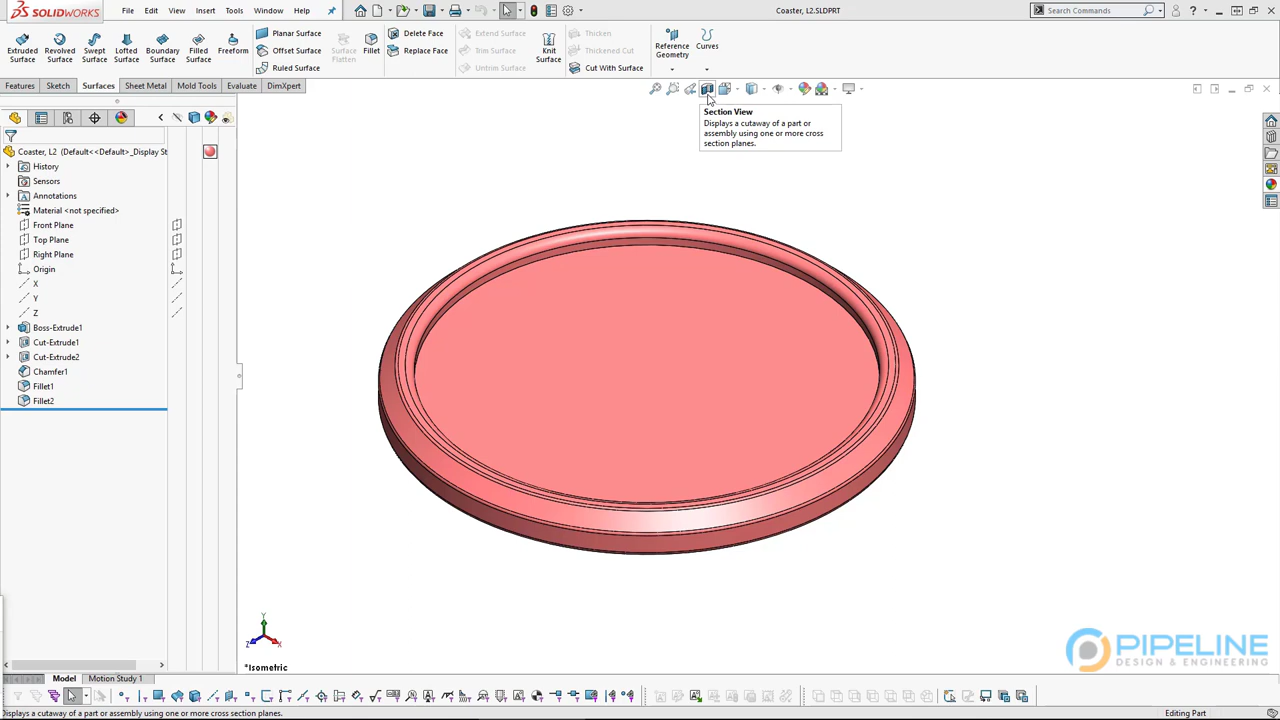 SOLIDWORKS
File
Edit
View
Insert
Tools
Window
Help
Coaster, L2.SLDPRT
Search Commands
Extruded
Surface
Revolved
Surface
Swept
Surface
Lofted
Surface
Boundary
Surface
Filled
Surface
Freeform
Planar Surface
Offset Surface
Ruled Surface
Surface
Flatten
Fillet
Delete Face
Replace Face
Extend Surface
Trim Surface
Untrim Surface
Knit
Surface
Thicken
Thickened Cut
Cut With Surface
Reference
Geometry
Curves
Features
Sketch
Surfaces
Sheet Metal
Mold Tools
Evaluate
DimXpert
Section View
Displays a cutaway of a part or
assembly using one or more cross
section planes.
Coaster, L2 (Default<<Default>_Display St
History
Sensors
Annotations
Material <not specified>
Front Plane
Top Plane
Right Plane
Origin
X
Y
Z
Boss-Extrude1
Cut-Extrude1
Cut-Extrude2
Chamfer1
Fillet1
Fillet2
Y
Z
X
*Isometric
PIPELINE
DESIGN & ENGINEERING
Model
Motion Study 1
Displays a cutaway of a part or assembly using one or more cross section planes.
Editing Part